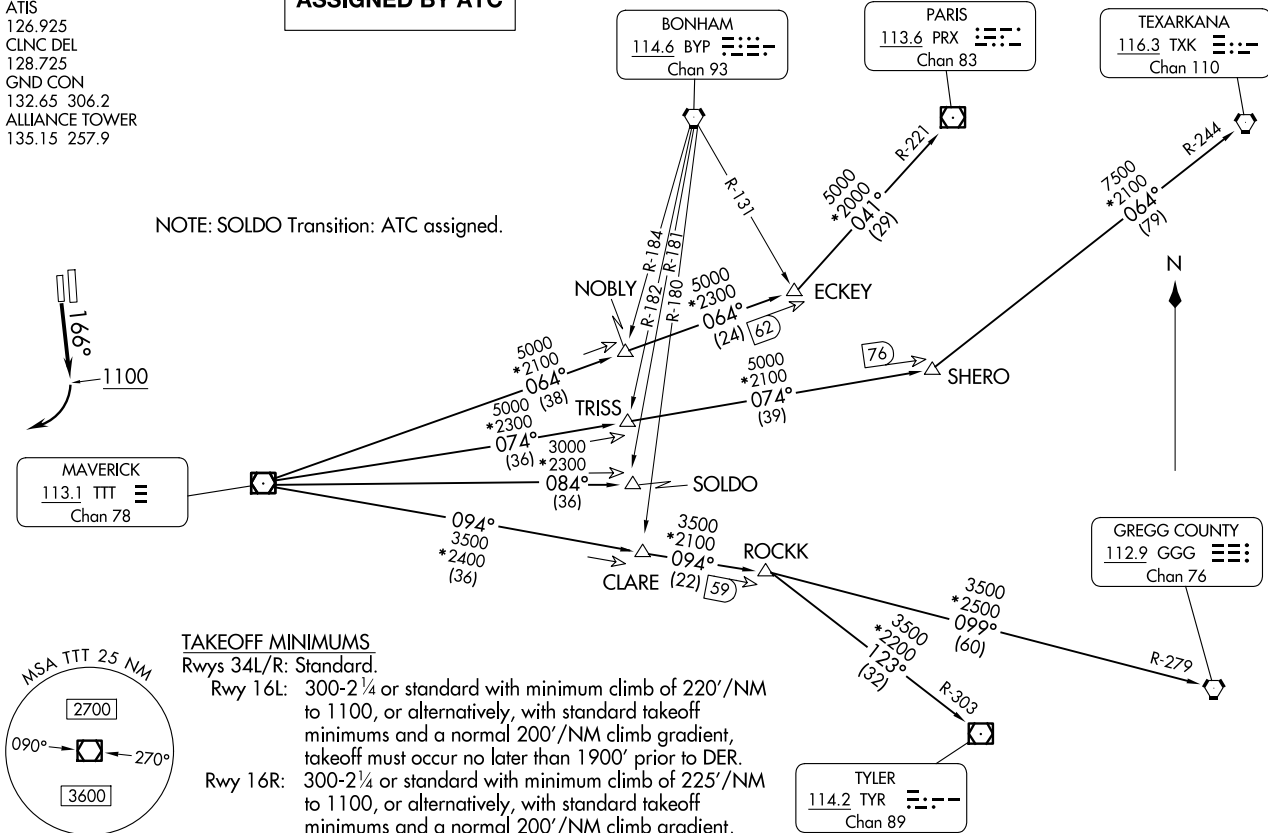 ATIS
126.925
CLNC DEL
128.725
GND CON
132.65 306.2
ALLIANCE TOWER
135.15 257.9
ASSIGNED BY ATC
BONHAM
114.6 BYP
Chan 93
PARIS
113.6 PRX
Chan 83
TEXARKANA
116.3 TXK
Chan 110
NOTE: SOLDO Transition: ATC assigned.
R-221
R-244
R-131
R-184
R-181
R-182
R-180
5000
*2000
041°
(29)
7500
*2100
064°
(79)
N
NOBLY
5000
*2300
064°
(24)
62
ECKEY
166°
1100
5000
*2100
064°
(38)
TRISS
5000
*2100
074°
(39)
76
SHERO
5000
*2300
074°
(36)
3000
*2300
084°
(36)
SOLDO
MAVERICK
113.1 TTT
Chan 78
094°
3500
*2400
(36)
CLARE
3500
*2100
094°
(22)
59
ROCKK
GREGG COUNTY
112.9 GGG
Chan 76
3500
*2500
099°
(60)
R-279
3500
*2200
123°
(32)
R-303
TYLER
114.2 TYR
Chan 89
MSA TTT 25 NM
2700
090°
270°
3600
TAKEOFF MINIMUMS
Rwys 34L/R: Standard.
Rwy 16L: 300-2¼ or standard with minimum climb of 220'/NM
to 1100, or alternatively, with standard takeoff
minimums and a normal 200'/NM climb gradient,
takeoff must occur no later than 1900' prior to DER.
Rwy 16R: 300-2¼ or standard with minimum climb of 225'/NM
to 1100, or alternatively, with standard takeoff
minimums and a normal 200'/NM climb gradient,